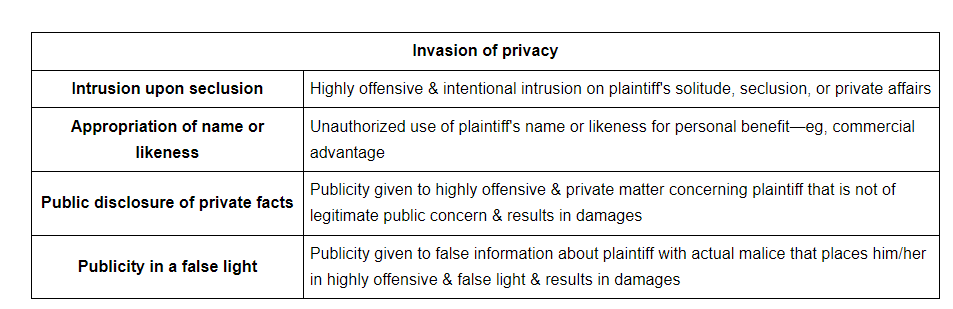 Invasion of privacy
Intrusion upon seclusion
Highly offensive & intentional intrusion on plaintiff's solitude, seclusion, or private affairs
Appropriation of name or
likeness
Unauthorized use of plaintiff's name or likeness for personal benefit—eg, commercial
advantage
Public disclosure of private facts
Publicity given to highly offensive & private matter concerning plaintiff that is not of
legitimate public concern & results in damages
Publicity in a false light
Publicity given to false information about plaintiff with actual malice that places him/her
in highly offensive & false light & results in damages